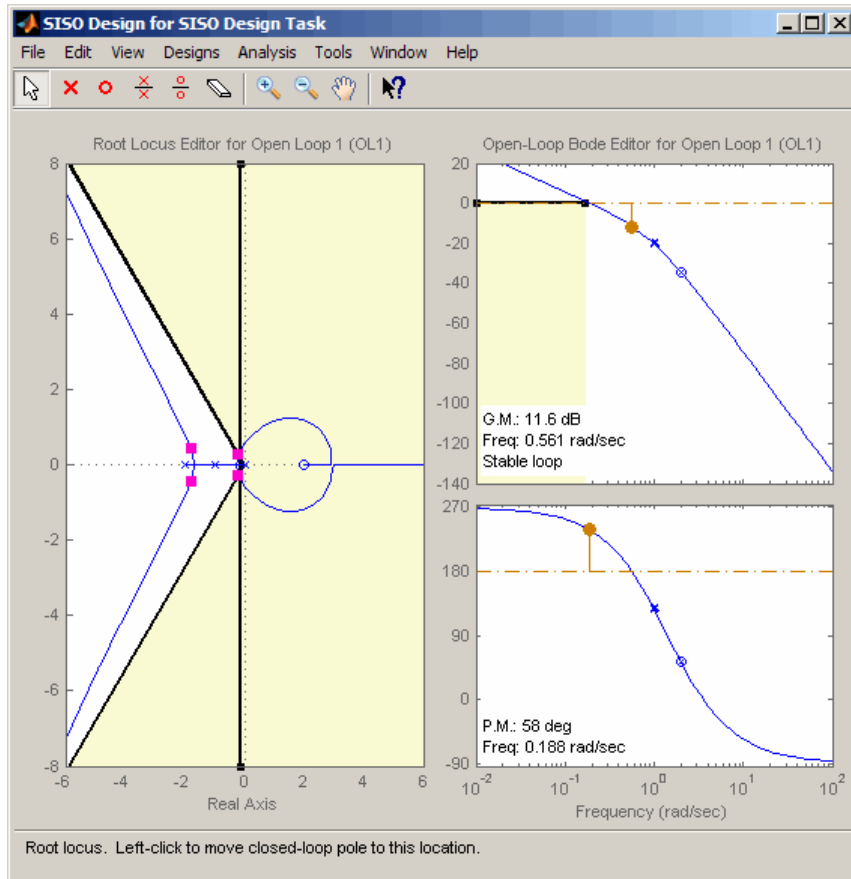 SISO Design for SISO Design Task
File Edit View Designs Analysis Tools Window Help
Root Locus Editor for Open Loop 1 (OL1)
8
6
4
2
0
-2
-4
-6
-8
-6 -4 -2 0 2 4 6
Real Axis
Open-Loop Bode Editor for Open Loop 1 (OL1)
20
0
-20
-40
-60
-80
-100
-120
-140
G.M.: 11.6 dB
Freq: 0.561 rad/sec
Stable loop
270
180
90
0
-90
P.M.: 58 deg
Freq: 0.188 rad/sec
10^-2 10^-1 10^0 10^1 10^2
Frequency (rad/sec)
Root locus. Left-click to move closed-loop pole to this location.